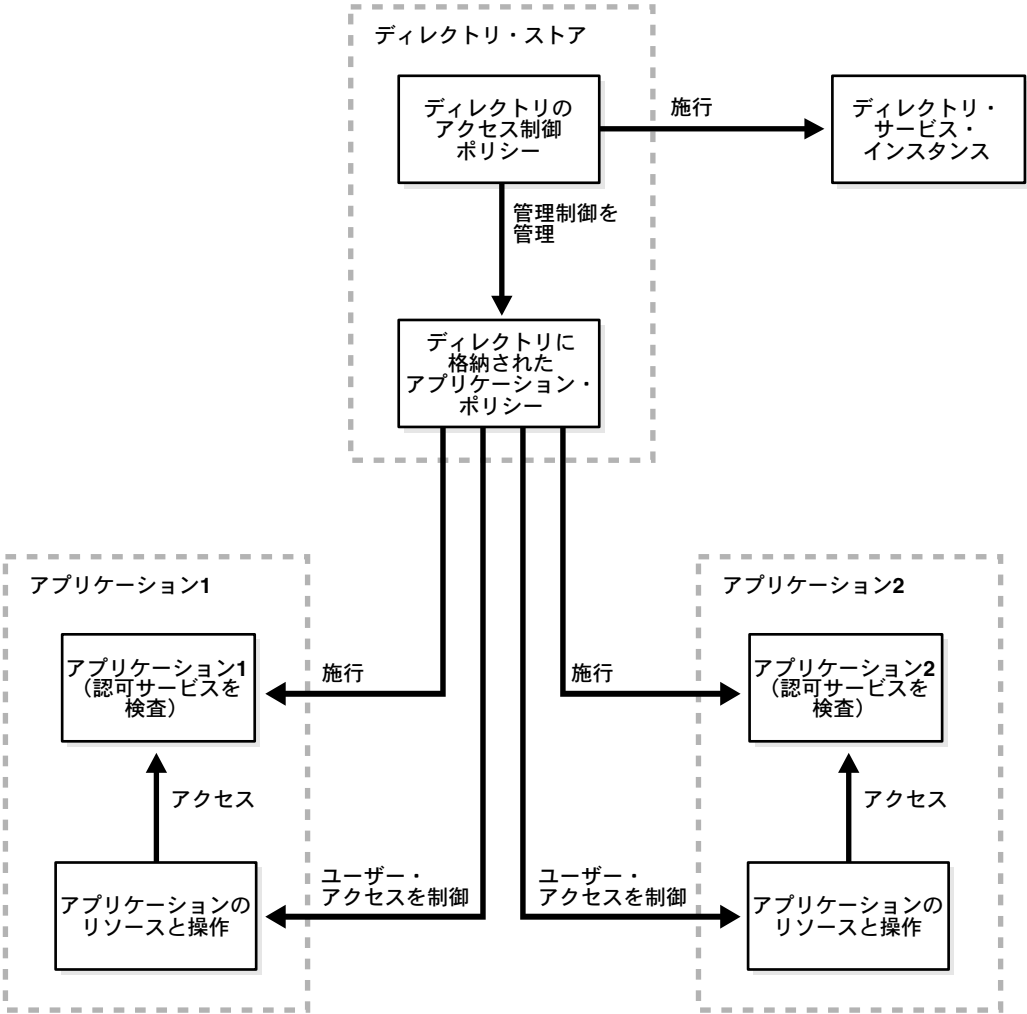 ディレクトリ・ストア
ディレクトリの
アクセス制御
ポリシー
施行
ディレクトリ・
サービス・
インスタンス
管理制御を
管理
ディレクトリに
格納された
アプリケーション・
ポリシー
アプリケーション1
アプリケーション1
（認可サービスを
検査）
施行
アクセス
アプリケーションの
リソースと操作
ユーザー・
アクセスを制御
アプリケーション2
施行
アプリケーション2
（認可サービスを
検査）
アクセス
ユーザー・
アクセスを制御
アプリケーションの
リソースと操作